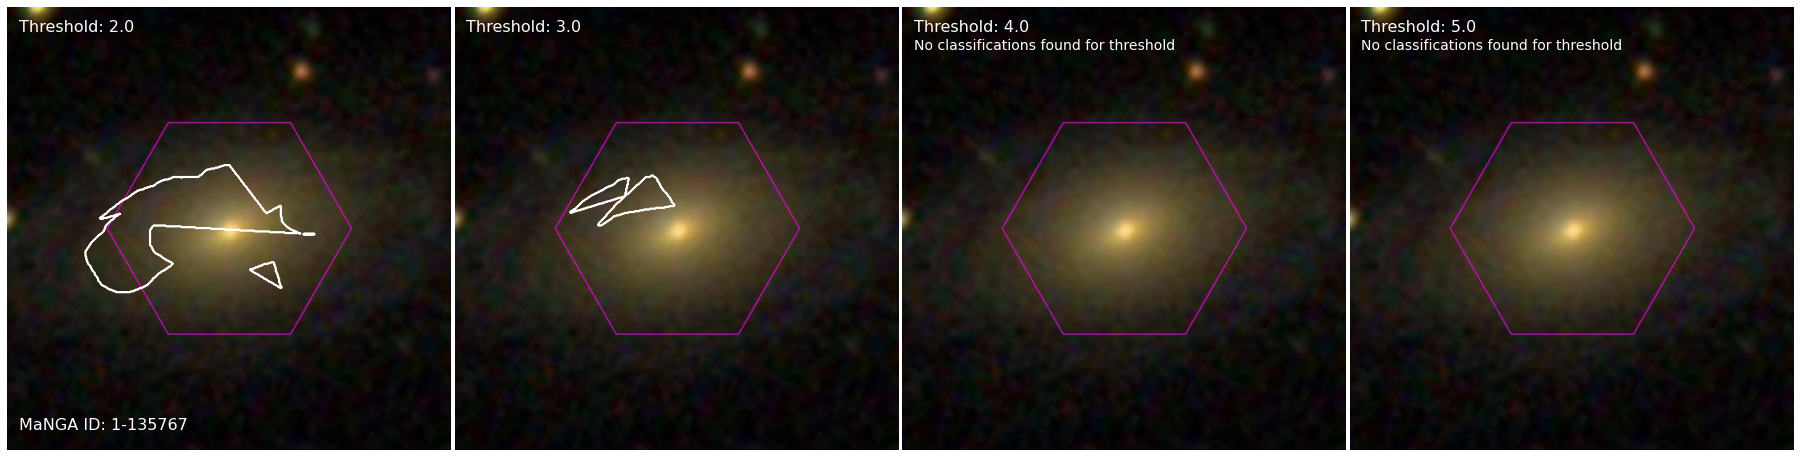 Threshold: 2.0
MaNGA ID: 1-135767
Threshold: 3.0
Threshold: 4.0
No classifications found for threshold
Threshold: 5.0
No classifications found for threshold